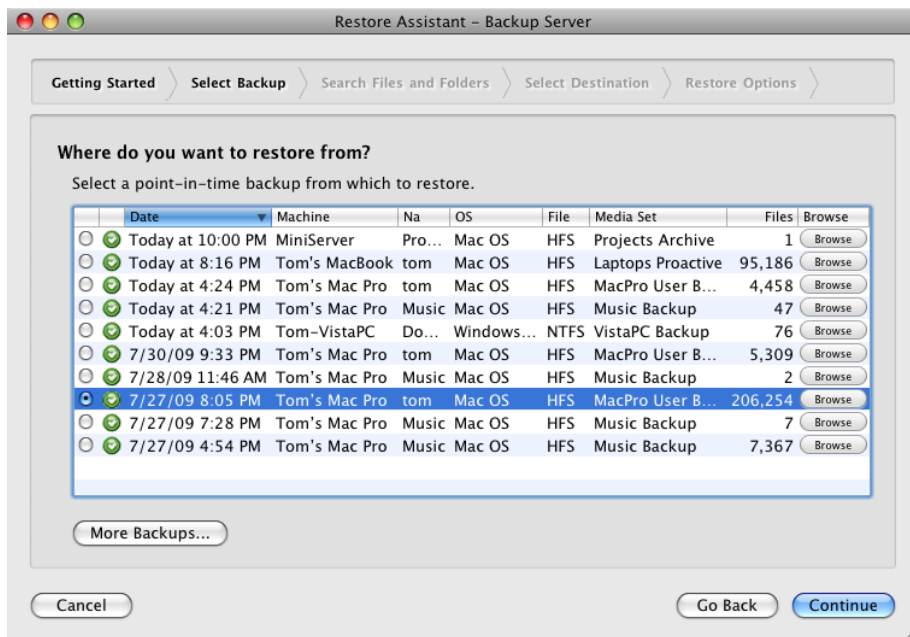 Restore Assistant – Backup Server
Getting Started Select Backup Search Files and Folders Select Destination Restore Options
Where do you want to restore from?
Select a point-in-time backup from which to restore.
Date Machine Na OS File Media Set Files Browse
Today at 10:00 PM MiniServer Pro... Mac OS HFS Projects Archive 1 Browse
Today at 8:16 PM Tom's MacBook tom Mac OS HFS Laptops Proactive 95,186 Browse
Today at 4:24 PM Tom's Mac Pro tom Mac OS HFS MacPro User B... 4,458 Browse
Today at 4:21 PM Tom's Mac Pro Music Mac OS HFS Music Backup 47 Browse
Today at 4:03 PM Tom-VistaPC Do... Windows... NTFS VistaPC Backup 76 Browse
7/30/09 9:33 PM Tom's Mac Pro tom Mac OS HFS MacPro User B... 5,309 Browse
7/28/09 11:46 AM Tom's Mac Pro Music Mac OS HFS Music Backup 2 Browse
7/27/09 8:05 PM Tom's Mac Pro tom Mac OS HFS MacPro User B... 206,254 Browse
7/27/09 7:28 PM Tom's Mac Pro Music Mac OS HFS Music Backup 7 Browse
7/27/09 4:54 PM Tom's Mac Pro Music Mac OS HFS Music Backup 7,367 Browse
More Backups...
Cancel Go Back Continue